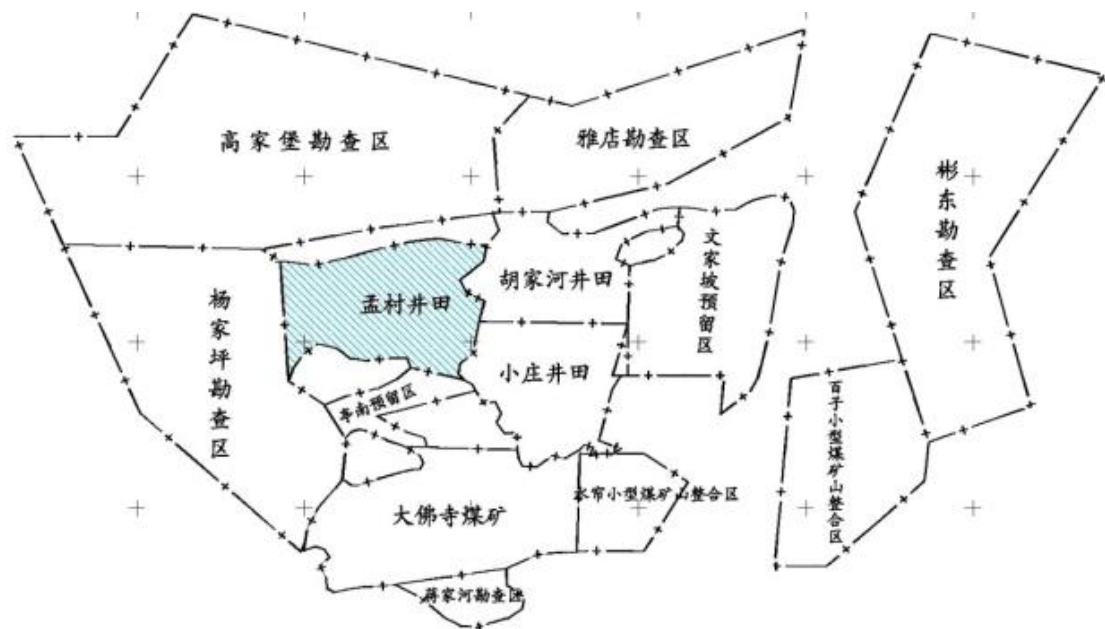 高家堡勘查区
雅店勘查区
彬东勘查区
杨家坪勘查区
孟村井田
胡家河井田
文家坡预留区
小庄井田
亭南预留区
百子小型煤矿山整合区
大佛寺煤矿
水帘小型煤矿山整合区
蒋家河勘查区